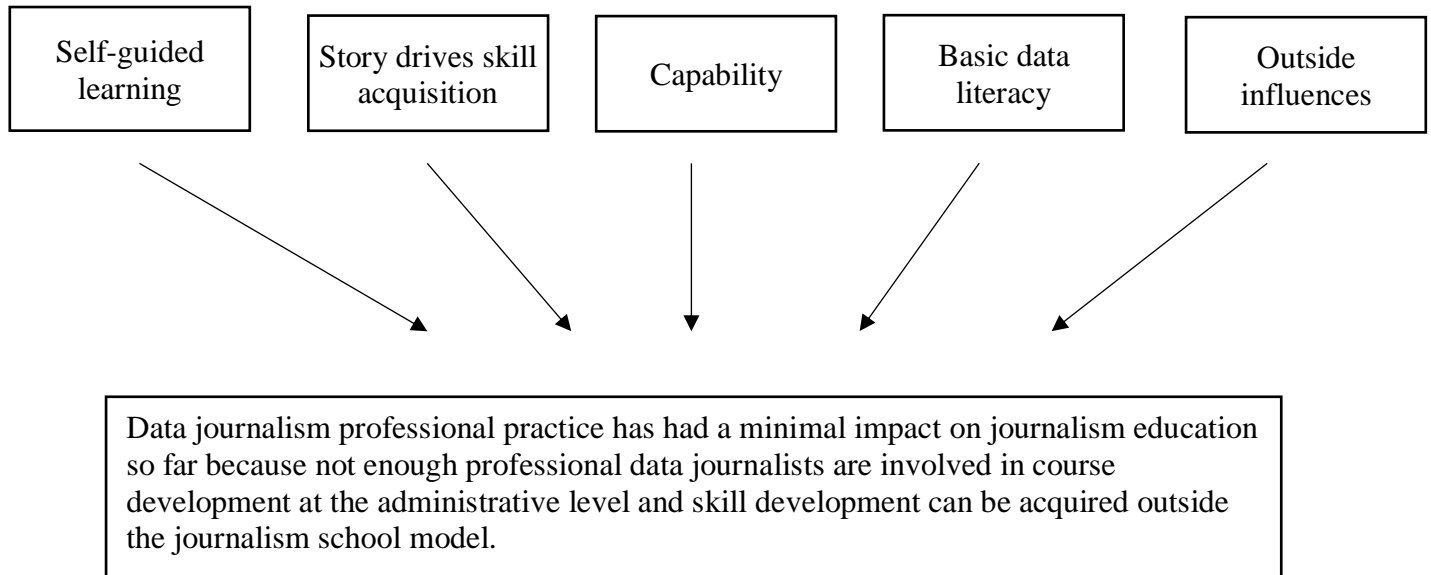 Self-guided
learning
Story drives skill
acquisition
Capability
Basic data
literacy
Outside
influences
Data journalism professional practice has had a minimal impact on journalism education
so far because not enough professional data journalists are involved in course
development at the administrative level and skill development can be acquired outside
the journalism school model.